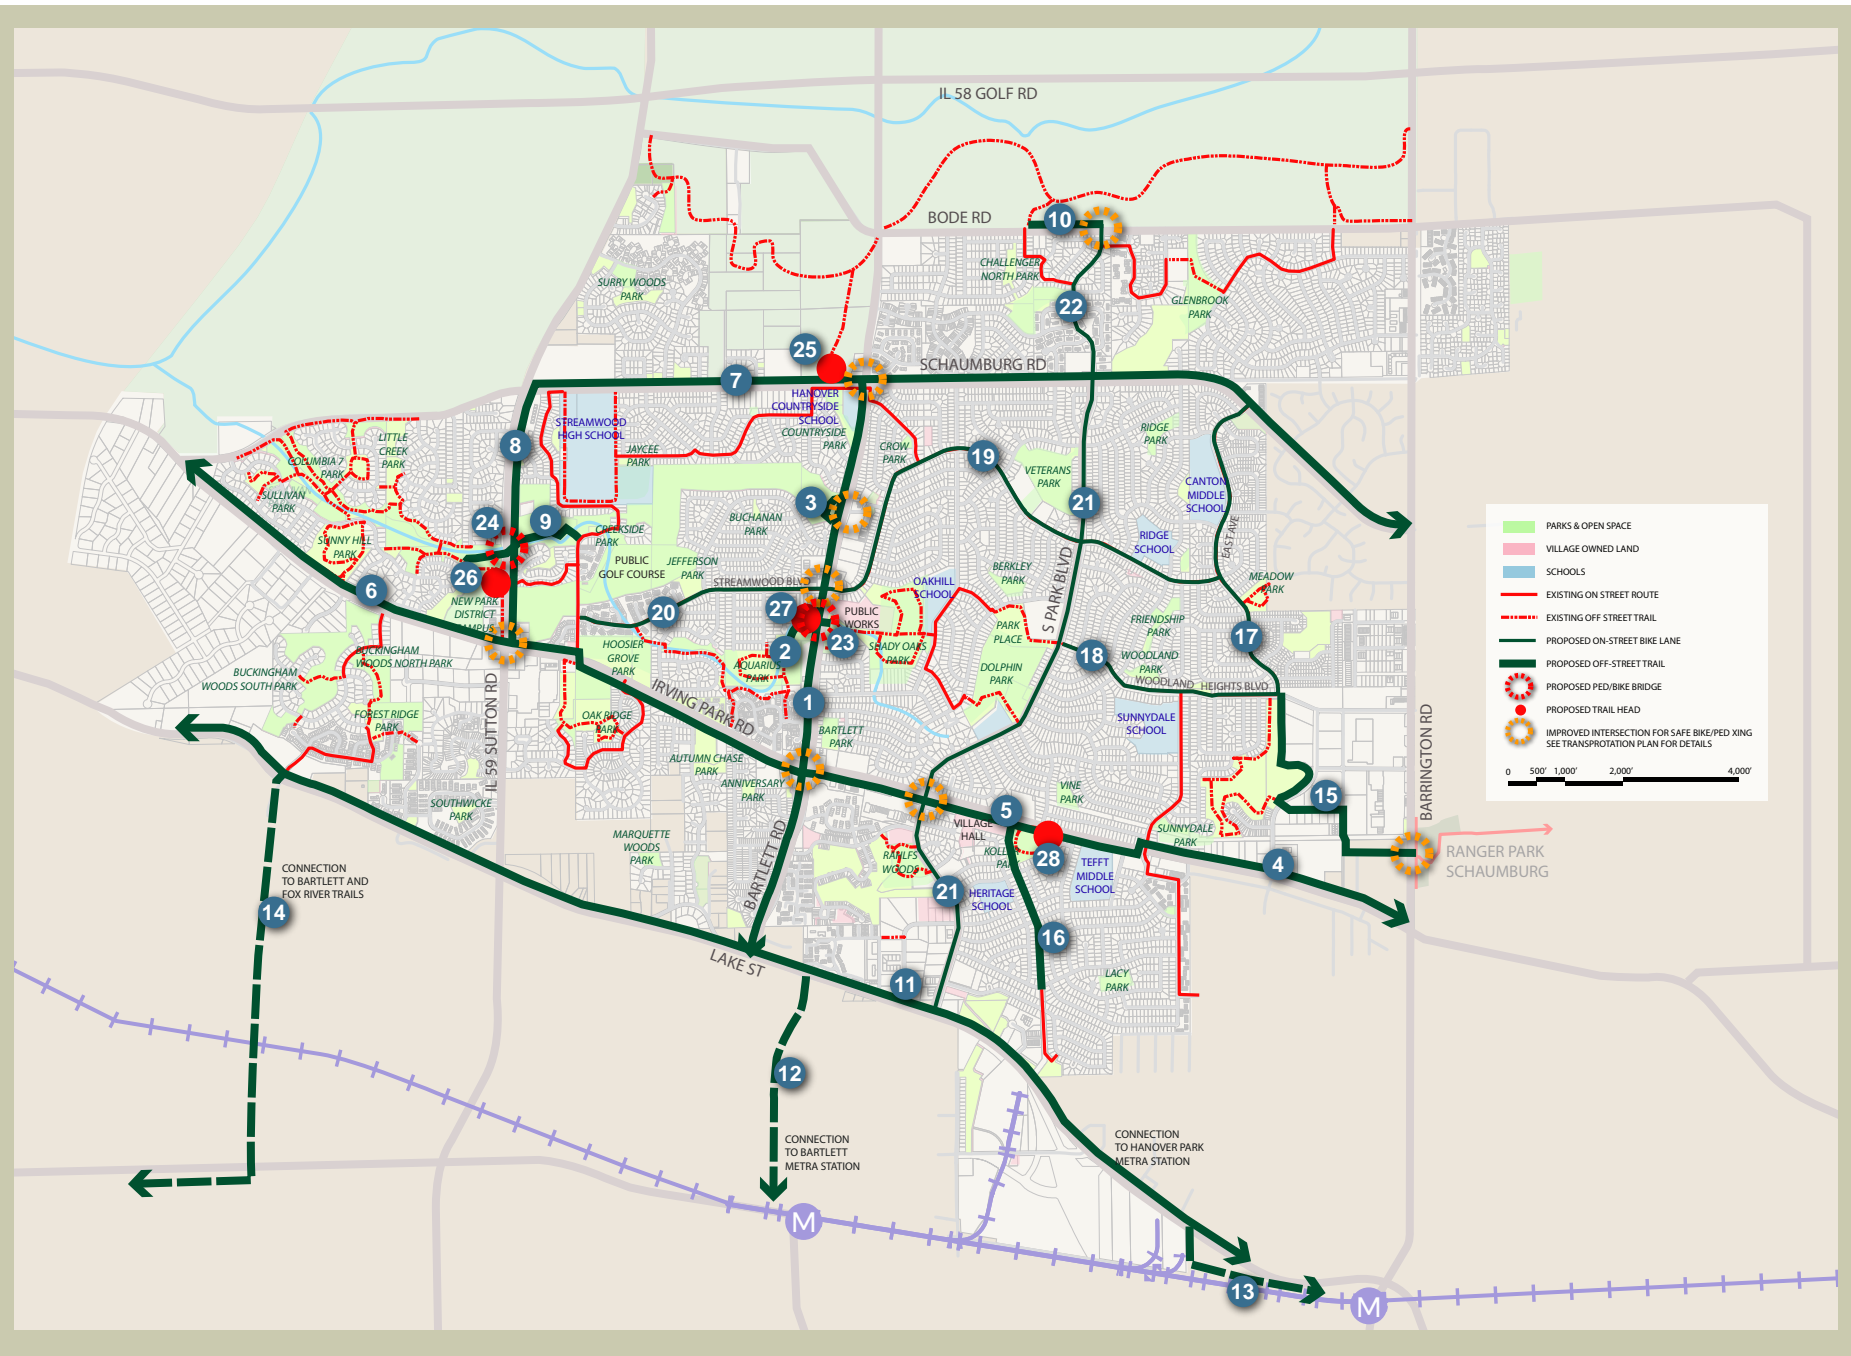 IL 58 GOLF RD
BODE RD
10
CHALLENGER
NORTH PARK
SURRY WOODS
PARK
22
GLENBROOK
PARK
25
SCHAUMBURG RD
7
HANOVER
COUNTRYSIDE
SCHOOL
COUNTRYSIDE
PARK
STREAMWOOD
HIGH SCHOOL
8
JAYCEE
PARK
LITTLE
CREEK
PARK
COLUMBIA 7
PARK
SULLIVAN
PARK
CROW
PARK
19
RIDGE
PARK
VETERANS
PARK
CANTON
MIDDLE
SCHOOL
21
3
24
9
BUCHANAN
PARK
CREEKSIDE
PARK
SUNNY HILL
PARK
RIDGE
SCHOOL
EAST AVE
PUBLIC
GOLF COURSE
JEFFERSON
PARK
STREAMWOOD BLVD
26
6
NEW PARK
DISTRICT
CAMPUS
BERKLEY
PARK
OAKHILL
SCHOOL
MEADOW
PARK
S PARK BLVD
20
27
PUBLIC
WORKS
23
2
PARK
PLACE
FRIENDSHIP
PARK
17
HOOSIER
GROVE
PARK
SHADY OAKS
PARK
AQUARIUS
PARK
18
WOODLAND
PARK
DOLPHIN
PARK
WOODLAND HEIGHTS BLVD
BUCKINGHAM
WOODS NORTH PARK
BUCKINGHAM
WOODS SOUTH PARK
FOREST RIDGE
PARK
IL 59 SUTTON RD
IRVING PARK RD
OAK RIDGE
PARK
1
BARTLETT
PARK
SUNNYDALE
SCHOOL
BARRINGTON RD
AUTUMN CHASE
PARK
ANNIVERSARY
PARK
SOUTHWICKE
PARK
VINE
PARK
15
5
VILLAGE
HALL
KOLLAR
PARK
28
SUNNYDALE
PARK
MARQUETTE
WOODS
PARK
BARTLETT RD
RAHLFS
WOODS
TEFFT
MIDDLE
SCHOOL
4
RANGER PARK
SCHAUMBURG
CONNECTION
TO BARTLETT AND
FOX RIVER TRAILS
14
21
HERITAGE
SCHOOL
16
LAKE ST
11
LACY
PARK
12
CONNECTION
TO BARTLETT
METRA STATION
CONNECTION
TO HANOVER PARK
METRA STATION
M
13
M
PARKS & OPEN SPACE
VILLAGE OWNED LAND
SCHOOLS
EXISTING ON STREET ROUTE
EXISTING OFF STREET TRAIL
PROPOSED ON-STREET BIKE LANE
PROPOSED OFF-STREET TRAIL
PROPOSED PED/BIKE BRIDGE
PROPOSED TRAIL HEAD
IMPROVED INTERSECTION FOR SAFE BIKE/PED XING
SEE TRANSPROTATION PLAN FOR DETAILS
0 500' 1,000' 2,000' 4,000'